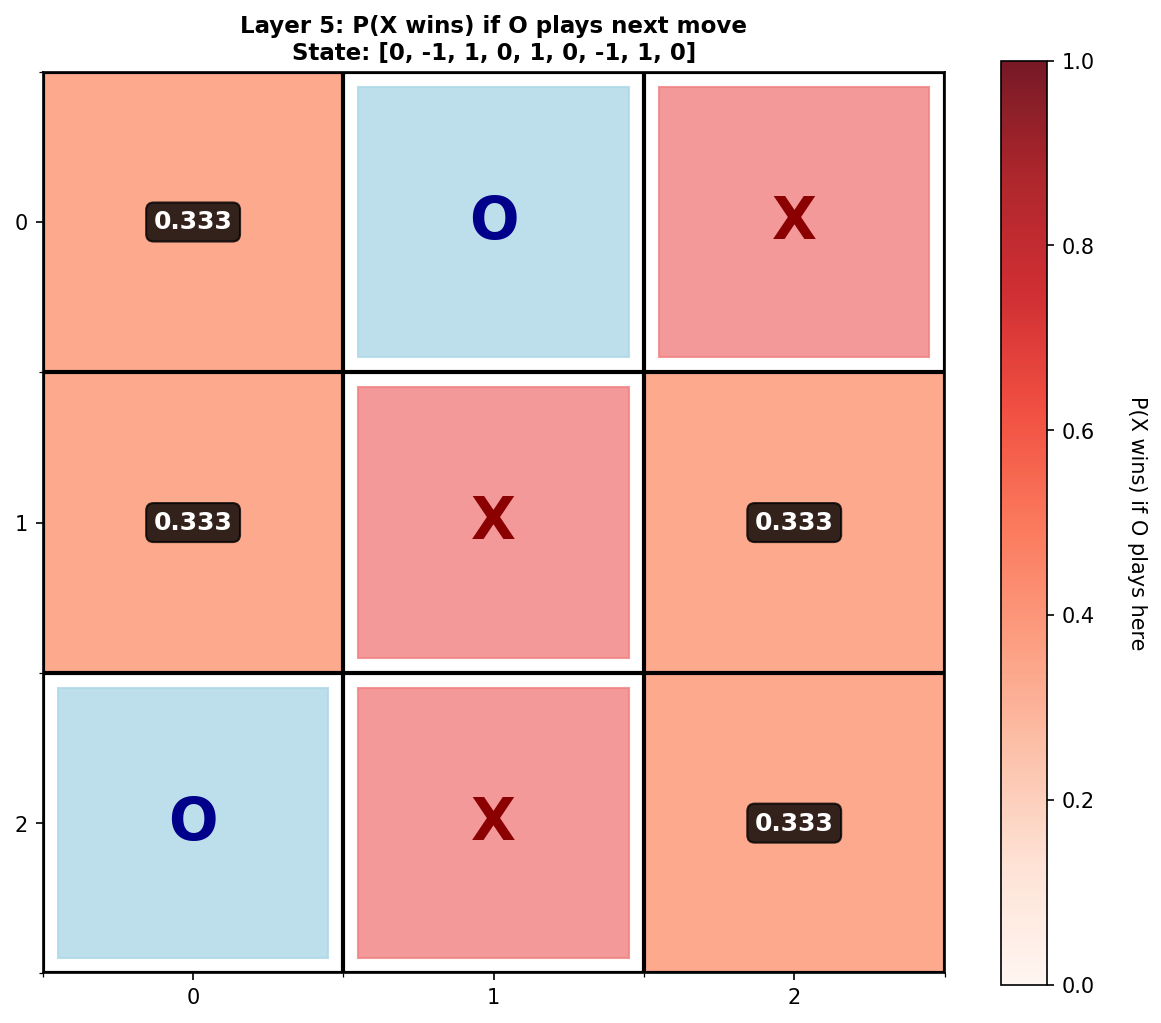 Layer 5: P(X wins) if O plays next move
State: [0, -1, 1, 0, 1, 0, -1, 1, 0]
0
0.333
O
X
1
0.333
X
0.333
2
O
X
0.333
0
1
2
1.0
0.8
0.6
0.4
0.2
0.0
P(X wins) if O plays here